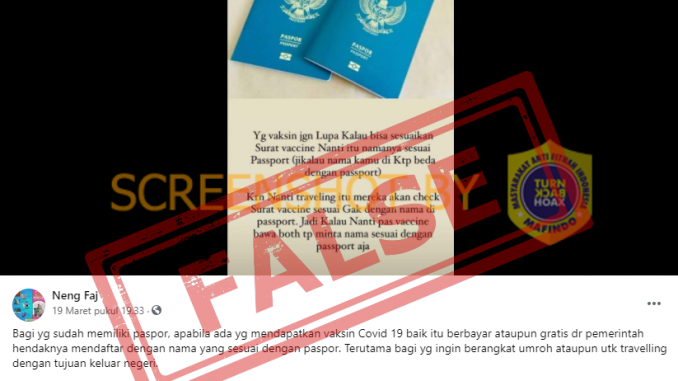 PASPOR
PASSPORT
PASPOR
PASSPORT
Yg vaksin jgn Lupa Kalau bisa sesuaikan
Surat vaccine Nanti itu namanya sesuai
Passport (jikalau nama kamu di Ktp beda
dengan passport)
Krn Nanti traveling itu mereka akan check
Surat vaccine sesuai Gak dengan nama di
passport. Jadi Kalau Nanti pas vaccine
bawa both tp minta nama sesuai dengan
passport aja
SCREENSHOT BY
MASYARAKAT ANTI FITNAH INDONESIA
TURN
BACK
HOAX
MAFINDO
FALSE
Neng Faj
19 Maret pukul 19.33
Bagi yg sudah memiliki paspor, apabila ada yg mendapatkan vaksin Covid 19 baik itu berbayar ataupun gratis dr pemerintah
hendaknya mendaftar dengan nama yang sesuai dengan paspor. Terutama bagi yg ingin berangkat umroh ataupun utk travelling
dengan tujuan keluar negeri.